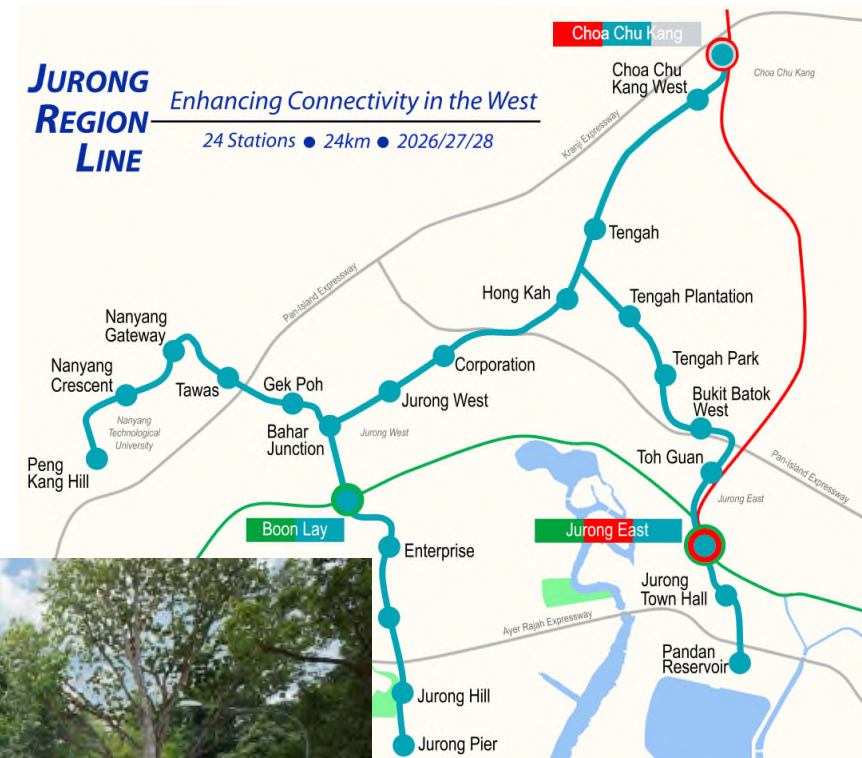 JURONG
REGION
LINE
Enhancing Connectivity in the West
24 Stations ● 24km ● 2026/27/28
Choa Chu Kang
Choa Chu
Kang West
Choa Chu Kang
Kranji Expressway
Tengah
Pan-Island Expressway
Hong Kah
Tengah Plantation
Nanyang
Gateway
Corporation
Tengah Park
Nanyang
Crescent
Tawas
Gek Poh
Jurong West
Bukit Batok
West
Nanyang
Technological
University
Bahar
Junction
Jurong West
Peng
Kang Hill
Toh Guan
Pan-Island Expressway
Jurong East
Boon Lay
Jurong East
Enterprise
Jurong
Town Hall
Ayer Rajah Expressway
Pandan
Reservoir
Jurong Hill
Jurong Pier